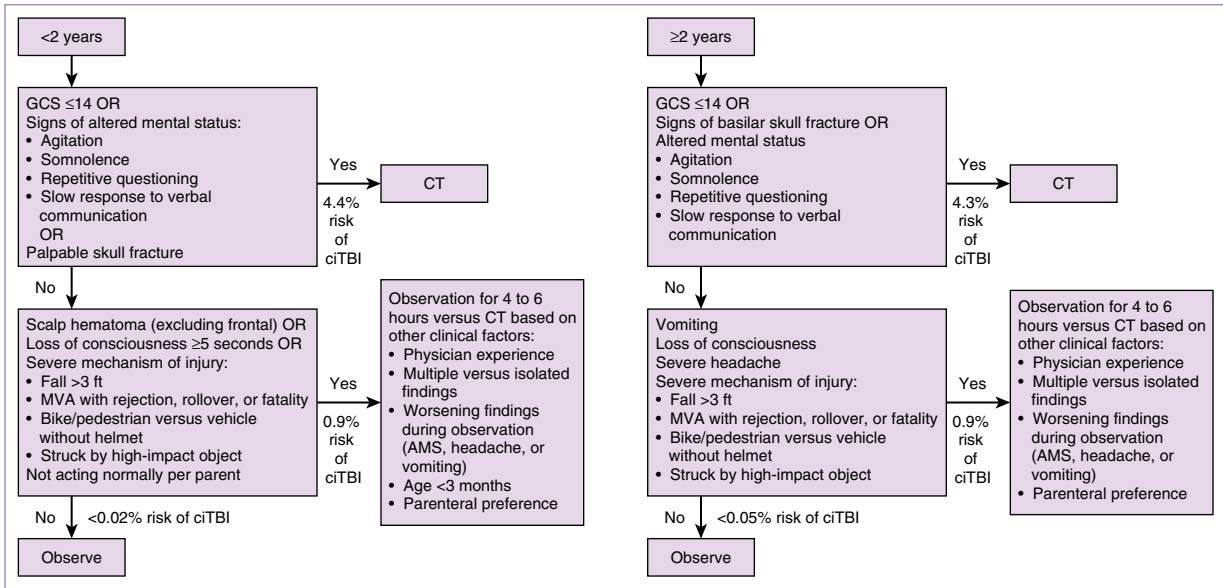 <2 years
GCS ≤14 OR
Signs of altered mental status:
• Agitation
• Somnolence
• Repetitive questioning
• Slow response to verbal
communication
OR
Palpable skull fracture
Yes
4.4%
risk
of
ciTBI
CT
No
Scalp hematoma (excluding frontal) OR
Loss of consciousness ≥5 seconds OR
Severe mechanism of injury:
• Fall >3 ft
• MVA with rejection, rollover, or fatality
• Bike/pedestrian versus vehicle
without helmet
• Struck by high-impact object
Not acting normally per parent
Yes
0.9%
risk
of
ciTBI
Observation for 4 to 6
hours versus CT based on
other clinical factors:
• Physician experience
• Multiple versus isolated
findings
• Worsening findings
during observation
(AMS, headache, or
vomiting)
• Age <3 months
• Parenteral preference
No
<0.02% risk of ciTBI
Observe
≥2 years
GCS ≤14 OR
Signs of basilar skull fracture OR
Altered mental status
• Agitation
• Somnolence
• Repetitive questioning
• Slow response to verbal
communication
Yes
4.3%
risk
of
ciTBI
CT
No
Vomiting
Loss of consciousness
Severe headache
Severe mechanism of injury:
• Fall >3 ft
• MVA with rejection, rollover, or fatality
• Bike/pedestrian versus vehicle
without helmet
• Struck by high-impact object
Yes
0.9%
risk
of
ciTBI
Observation for 4 to 6
hours versus CT based on
other clinical factors:
• Physician experience
• Multiple versus isolated
findings
• Worsening findings
during observation
(AMS, headache, or
vomiting)
• Parenteral preference
No
<0.05% risk of ciTBI
Observe